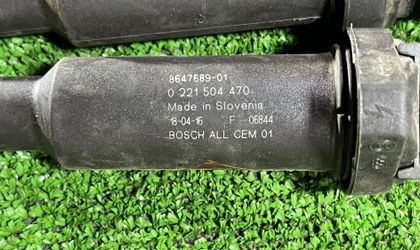 8647689-01
0 221 504 470
Made in Slovenia
18-04-16 F 06844
BOSCH ALL CEM 01